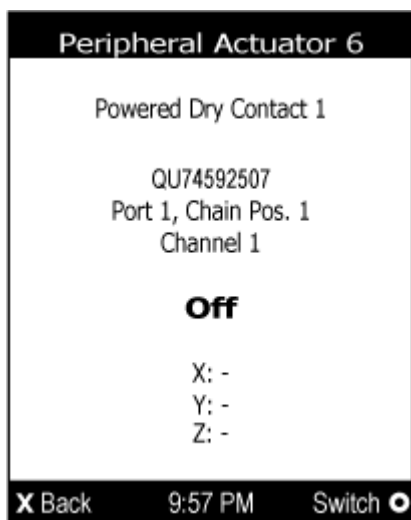 Peripheral Actuator 6
Powered Dry Contact 1
QU74592507
Port 1, Chain Pos. 1
Channel 1
Off
X: -
Y: -
Z: -
X Back 9:57 PM Switch O